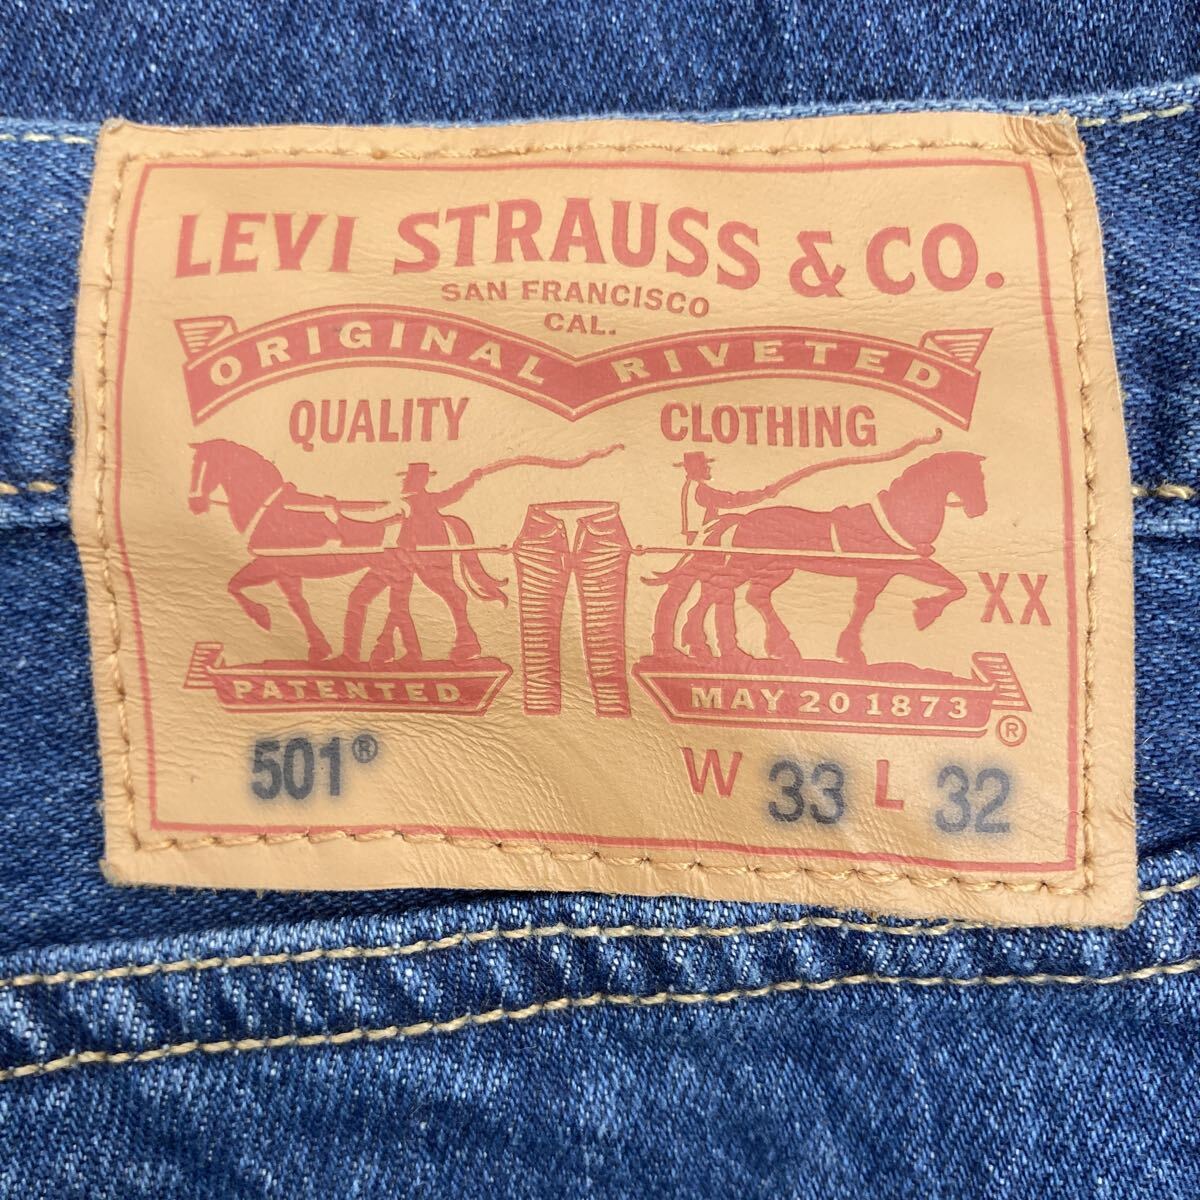 LEVI STRAUSS & CO.
SAN FRANCISCO
CAL.
ORIGINAL RIVETED
QUALITY CLOTHING
XX
PATENTED MAY 20 1873 ®
501® W 33 L 32